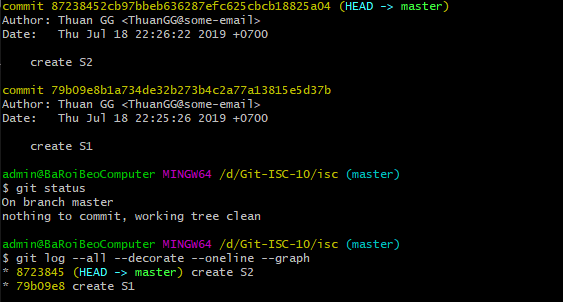 commit 87238452cb97bbeb636287efc625cbcb18825a04 (HEAD -> master)
Author: Thuan GG <ThuanGG@some-email>
Date:   Thu Jul 18 22:26:22 2019 +0700
    create S2
commit 79b09e8b1a734de32b273b4c2a77a13815e5d37b
Author: Thuan GG <ThuanGG@some-email>
Date:   Thu Jul 18 22:25:26 2019 +0700
    create S1
admin@BaRoiBeoComputer MINGW64 /d/Git-ISC-10/isc (master)
$ git status
On branch master
nothing to commit, working tree clean
admin@BaRoiBeoComputer MINGW64 /d/Git-ISC-10/isc (master)
$ git log --all --decorate --oneline --graph
* 8723845 (HEAD -> master) create S2
* 79b09e8 create S1